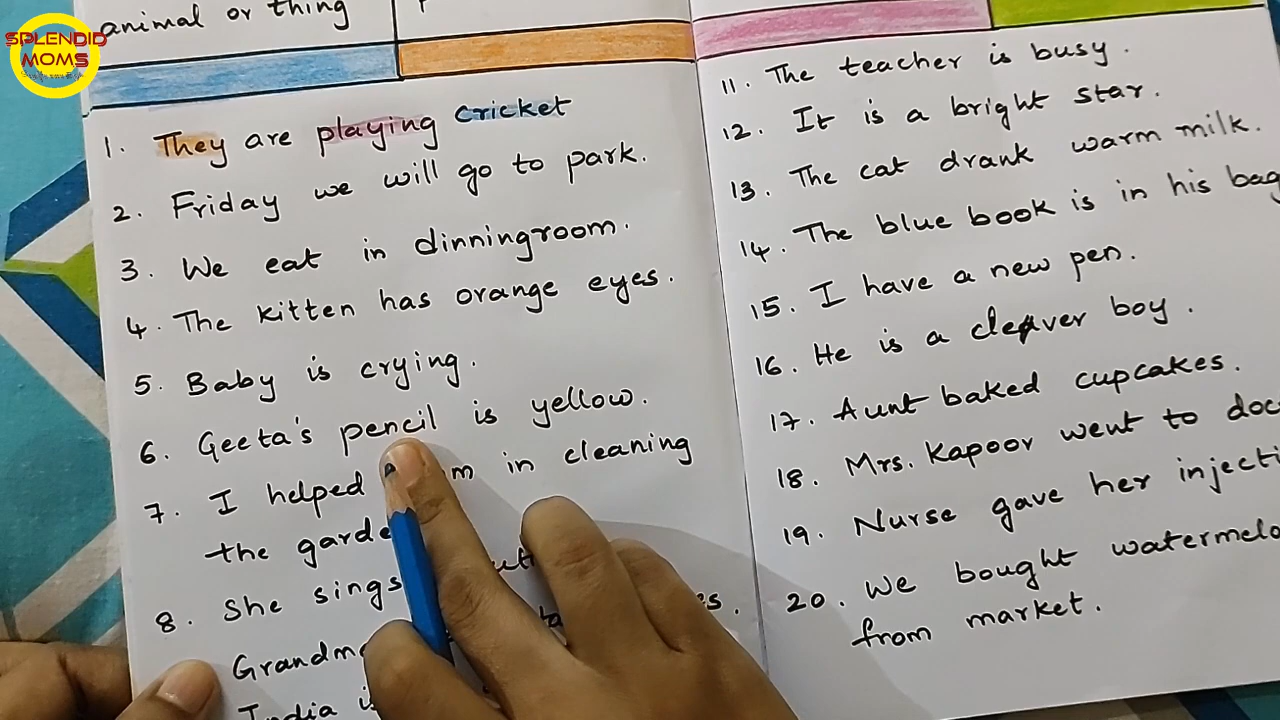 SPLENDID
MOMS
animal or thing
1. They are playing cricket
2. Friday we will go to park.
3. We eat in dinningroom.
4. The kitten has orange eyes.
5. Baby is crying.
6. Geeta's pencil is yellow.
7. I helped in cleaning
the
8. She sings
India
11. The teacher is busy.
12. It is a bright star.
13. The cat drank warm milk.
14. The blue book is in his bag
15. I have a new pen.
16. He is a clever boy.
17. Aunt baked cupcakes.
18. Mrs. Kapoor went to
19. Nurse gave her
20. We bought
from market.